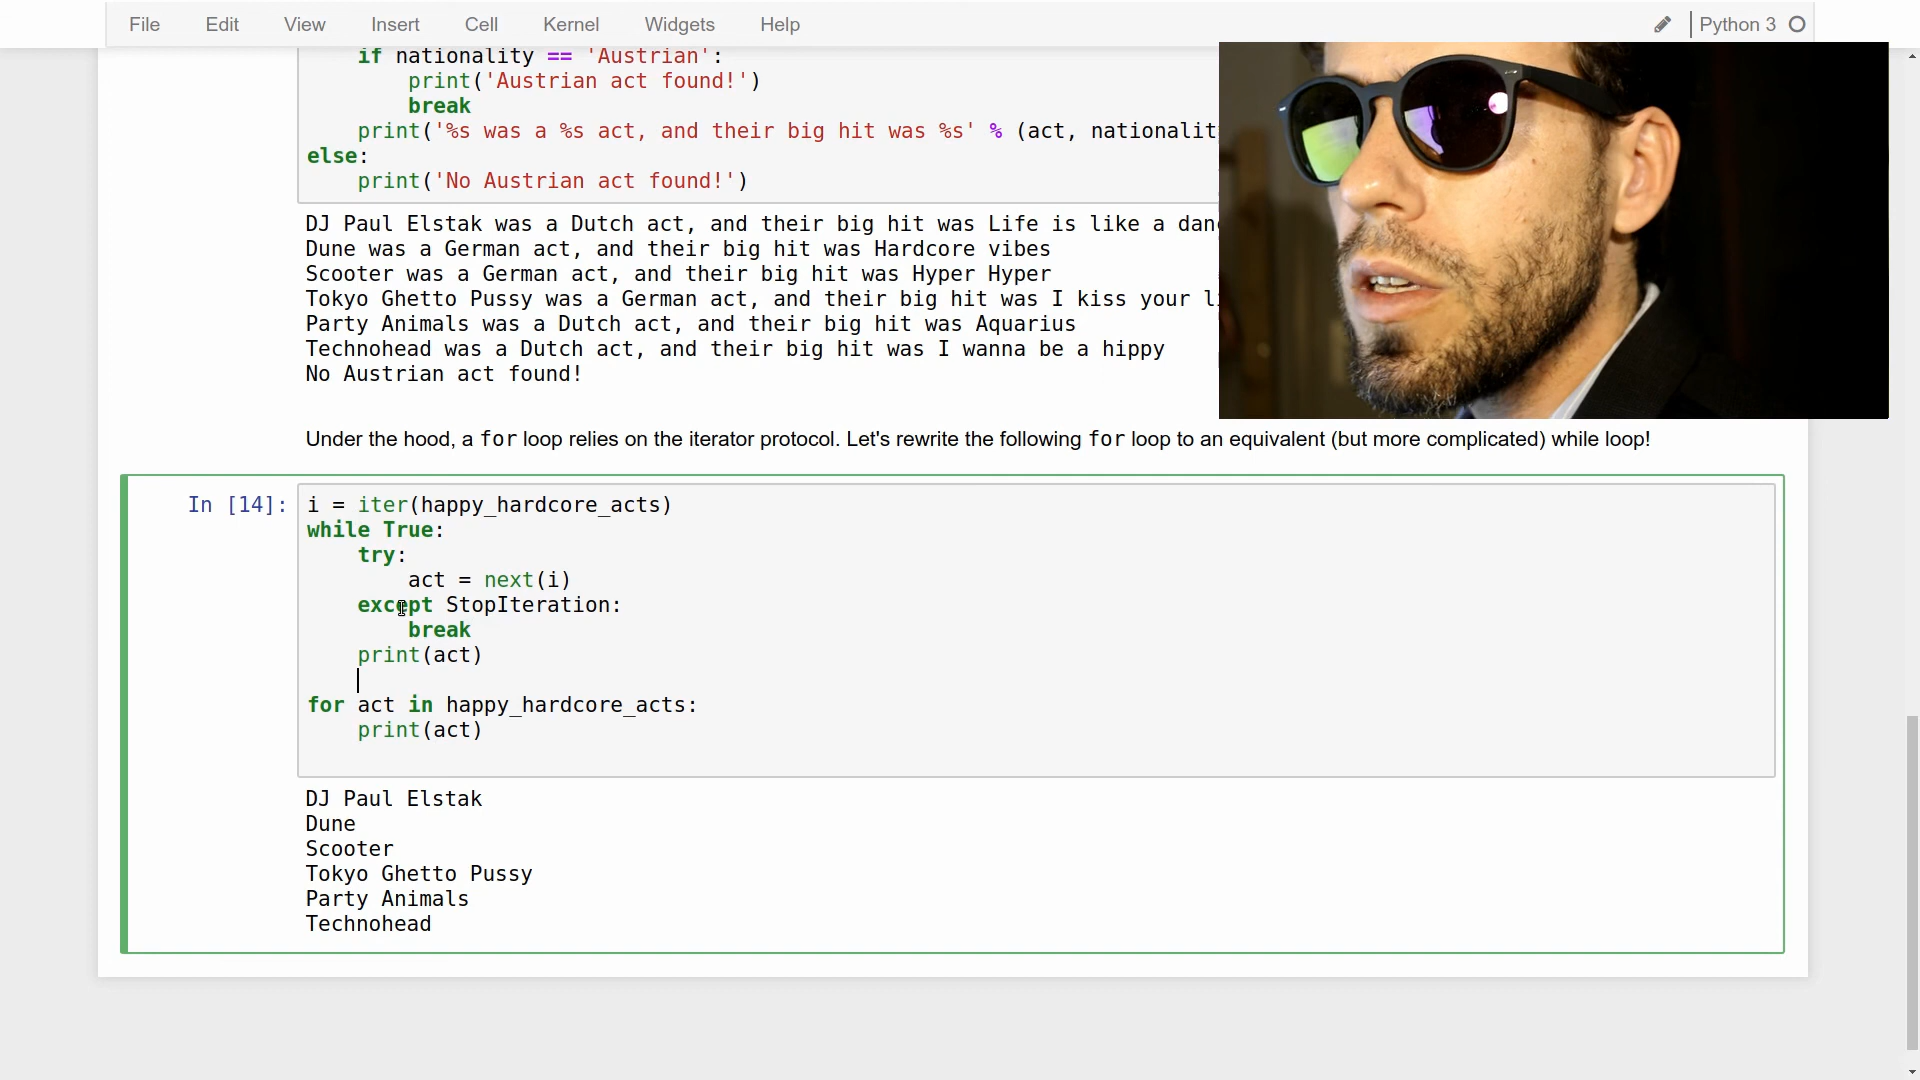 File Edit View Insert Cell Kernel Widgets Help Python 3
if nationality == 'Austrian':
print('Austrian act found!')
break
print('%s was a %s act, and their big hit was %s' % (act, nationalit
else:
print('No Austrian act found!')
DJ Paul Elstak was a Dutch act, and their big hit was Life is like a dan
Dune was a German act, and their big hit was Hardcore vibes
Scooter was a German act, and their big hit was Hyper Hyper
Tokyo Ghetto Pussy was a German act, and their big hit was I kiss your
Party Animals was a Dutch act, and their big hit was Aquarius
Technohead was a Dutch act, and their big hit was I wanna be a hippy
No Austrian act found!
Under the hood, a for loop relies on the iterator protocol. Let's rewrite the following for loop to an equivalent (but more complicated) while loop!
In [14]: i = iter(happy_hardcore_acts)
while True:
try:
act = next(i)
except StopIteration:
break
print(act)
for act in happy_hardcore_acts:
print(act)
DJ Paul Elstak
Dune
Scooter
Tokyo Ghetto Pussy
Party Animals
Technohead